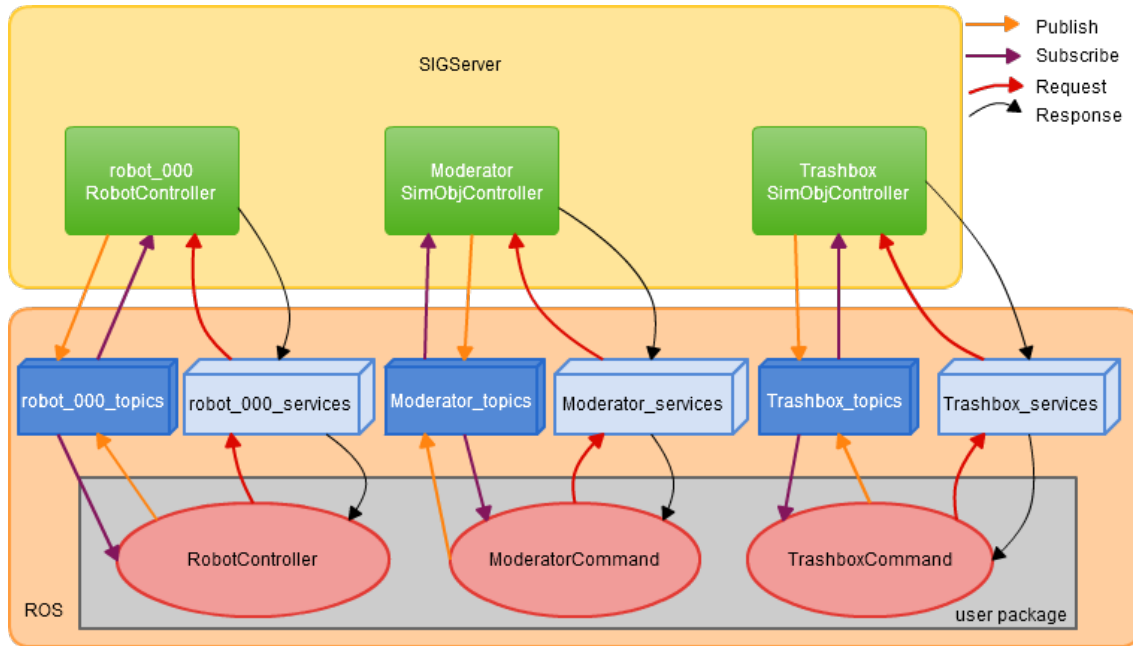 Publish
Subscribe
Request
Response
SIGServer
robot_000
RobotController
Moderator
SimObjController
Trashbox
SimObjController
robot_000_topics
robot_000_services
Moderator_topics
Moderator_services
Trashbox_topics
Trashbox_services
RobotController
ModeratorCommand
TrashboxCommand
ROS
user package